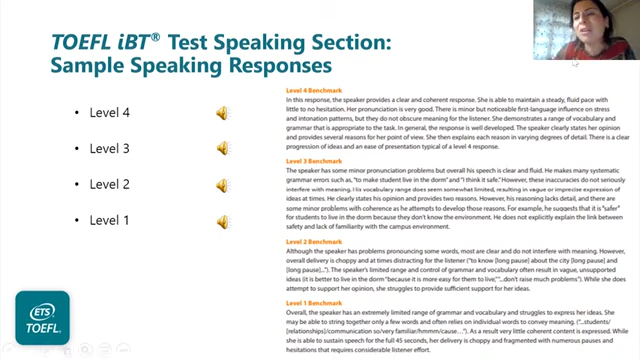 TOEFL iBT® Test Speaking Section:
Sample Speaking Responses
• Level 4
• Level 3
• Level 2
• Level 1
Level 4 Benchmark
In this response, the speaker provides a clear and coherent response. She is able to maintain a steady, fluid pace with
little to no hesitation. Her pronunciation is very good. There is minor but noticeable first-language influence on stress
and intonation patterns, but they do not demand for the listener. She demonstrates a range of vocabulary and
grammar that is appropriate to the task. In general, the response is well developed. The speaker clearly states her opinion and
provides several reasons for her point of view. She then explains each reason in varying degrees of detail. There is a clear
progression of ideas and an ease of presentation typical of a level 4 response.
Level 3 Benchmark
The speaker has some minor pronunciation problems but overall his speech is clear and fluid. He makes many systematic
grammar errors such as, "to make student live in the dorm" and "I think it safe." However, these inaccuracies do not seriously
interfere with meaning. His vocabulary range does seem somewhat limited, resulting in vague or imprecise expression of
ideas at times. He clearly states his opinion and provides two reasons. However, his reasoning lacks detail, and there are
some minor problems with coherence as he attempts to develop those reasons. For example, he suggests that it is "safer"
for students to live in the dorm because they don't know the environment. He does not explicitly explain the link between
safety and lack of familiarity with the campus environment.
Level 2 Benchmark
Although the speaker has problems pronouncing some words, most are clear and do not interfere with meaning. However,
overall delivery is choppy and at times distracting for the listener ("to know [long pause] about the city [long pause] and
[long pause]..."). The speaker's limited range and control of grammar and vocabulary often result in vague, unsupported
ideas (it is better to live in the dorm "because it was more easy for them to live," "...don't raise much problems"). While she does
attempt to support her opinion, she struggles to provide sufficient support for her ideas.
Level 1 Benchmark
Overall, the speaker has an extremely limited range of grammar and vocabulary and struggles to express her ideas. She
may be able to string together only a few words and often relies on individual words to convey meaning. ("...students/
[relationships]/communication so/very familiar/hmmm/cause..."). As a result very little coherent content is expressed. While
she is able to sustain speech for the full 45 seconds, her delivery is choppy and fragmented with numerous pauses and
hesitations that require considerable listener effort.
ETS
TOEFL.